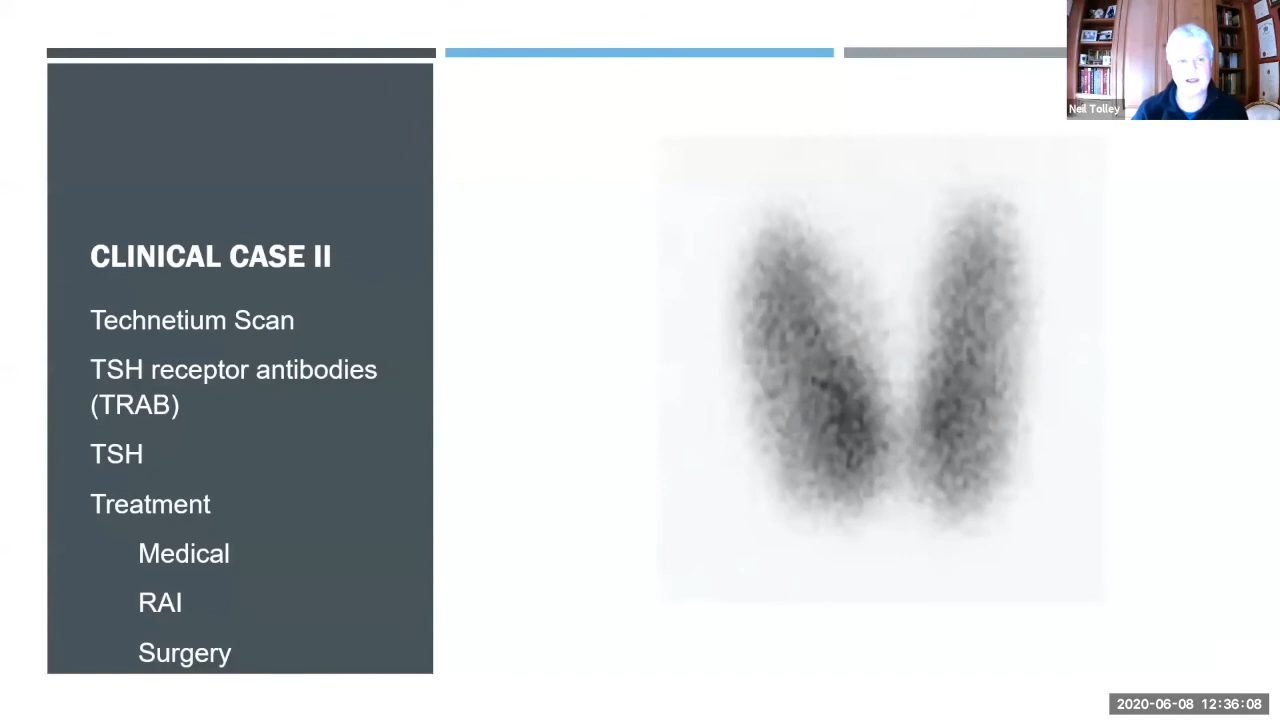 Neil Tolley
CLINICAL CASE II
Technetium Scan
TSH receptor antibodies
(TRAB)
TSH
Treatment
Medical
RAI
Surgery
2020-06-08 12:36:08